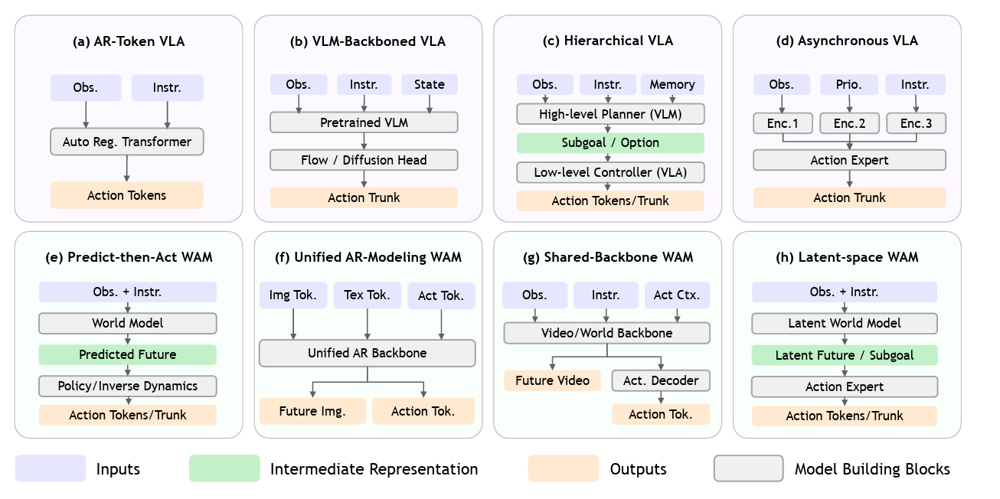 (a) AR-Token VLA
Obs.
Instr.
Auto Reg. Transformer
Action Tokens
(b) VLM-Backboned VLA
Obs.
Instr.
State
Pretrained VLM
Flow / Diffusion Head
Action Trunk
(c) Hierarchical VLA
Obs.
Instr.
Memory
High-level Planner (VLM)
Subgoal / Option
Low-level Controller (VLA)
Action Tokens/Trunk
(d) Asynchronous VLA
Obs.
Prio.
Instr.
Enc.1
Enc.2
Enc.3
Action Expert
Action Trunk
(e) Predict-then-Act WAM
Obs. + Instr.
World Model
Predicted Future
Policy/Inverse Dynamics
Action Tokens/Trunk
(f) Unified AR-Modeling WAM
Img Tok.
Tex Tok.
Act Tok.
Unified AR Backbone
Future Img.
Action Tok.
(g) Shared-Backbone WAM
Obs.
Instr.
Act Ctx.
Video/World Backbone
Future Video
Act. Decoder
Action Tok.
(h) Latent-space WAM
Obs. + Instr.
Latent World Model
Latent Future / Subgoal
Action Expert
Action Tokens/Trunk
Inputs
Intermediate Representation
Outputs
Model Building Blocks